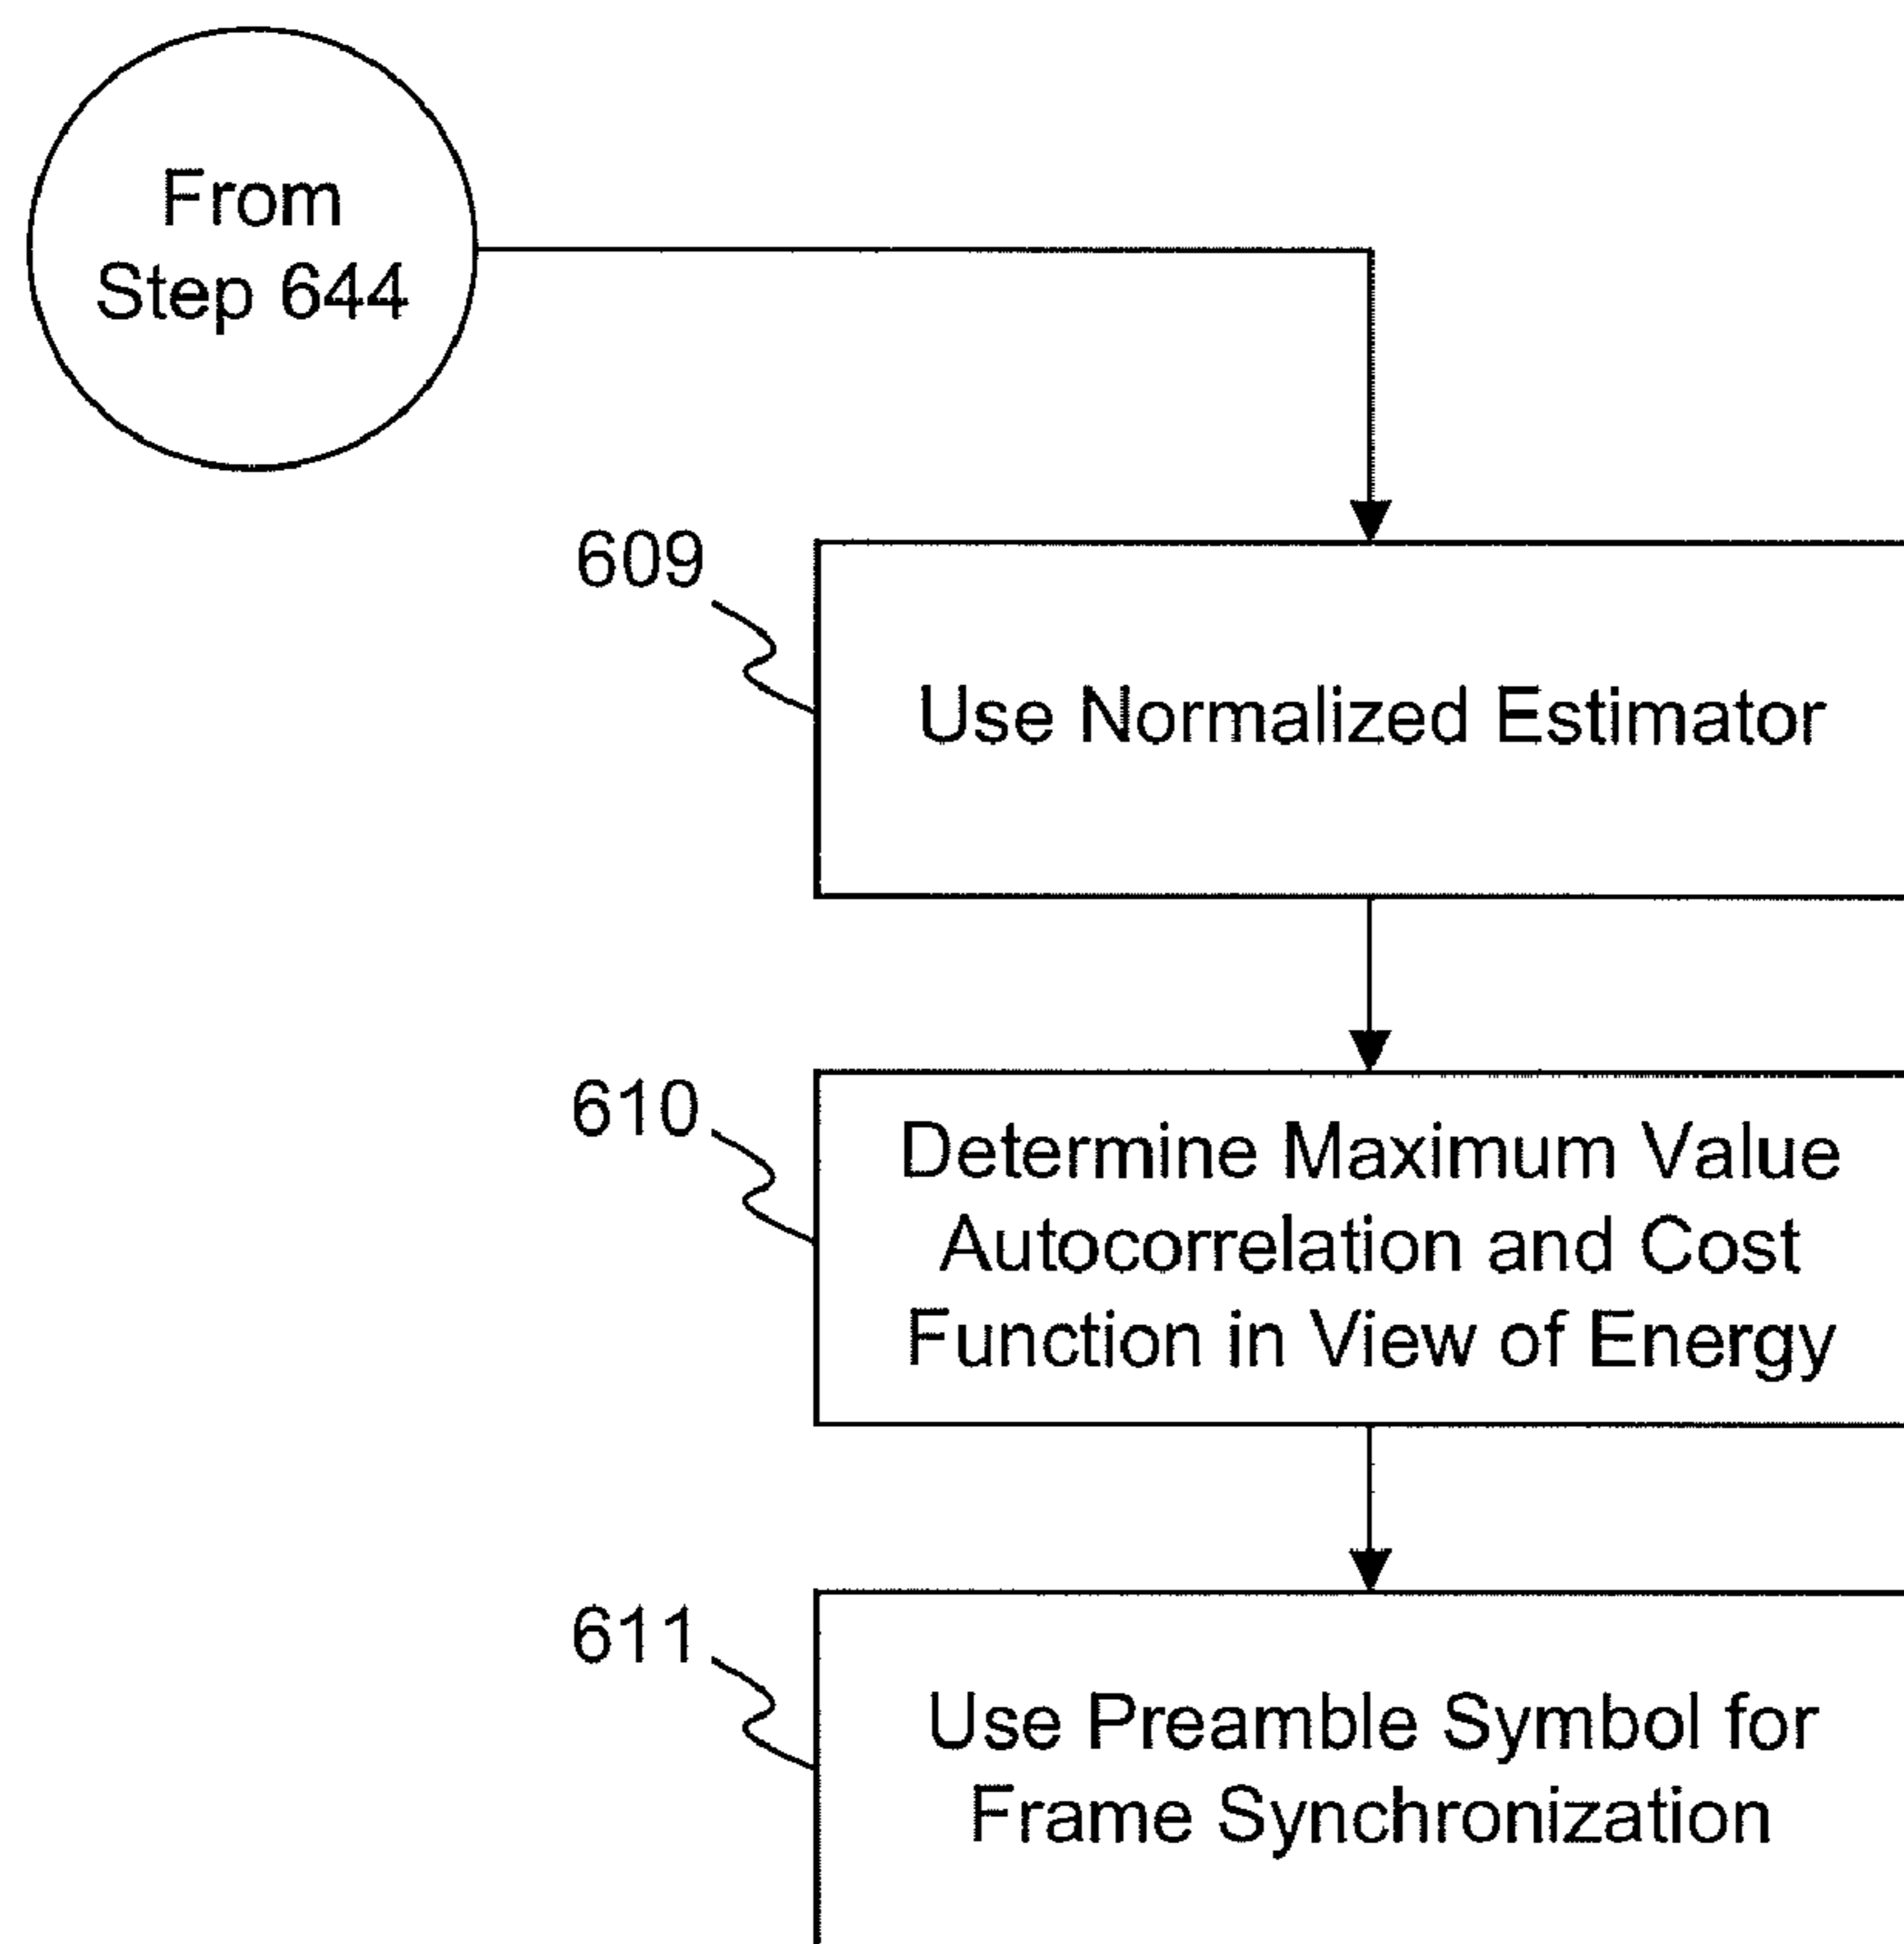 From
Step 644
609
Use Normalized Estimator
610
Determine Maximum Value
Autocorrelation and Cost
Function in View of Energy
611
Use Preamble Symbol for
Frame Synchronization